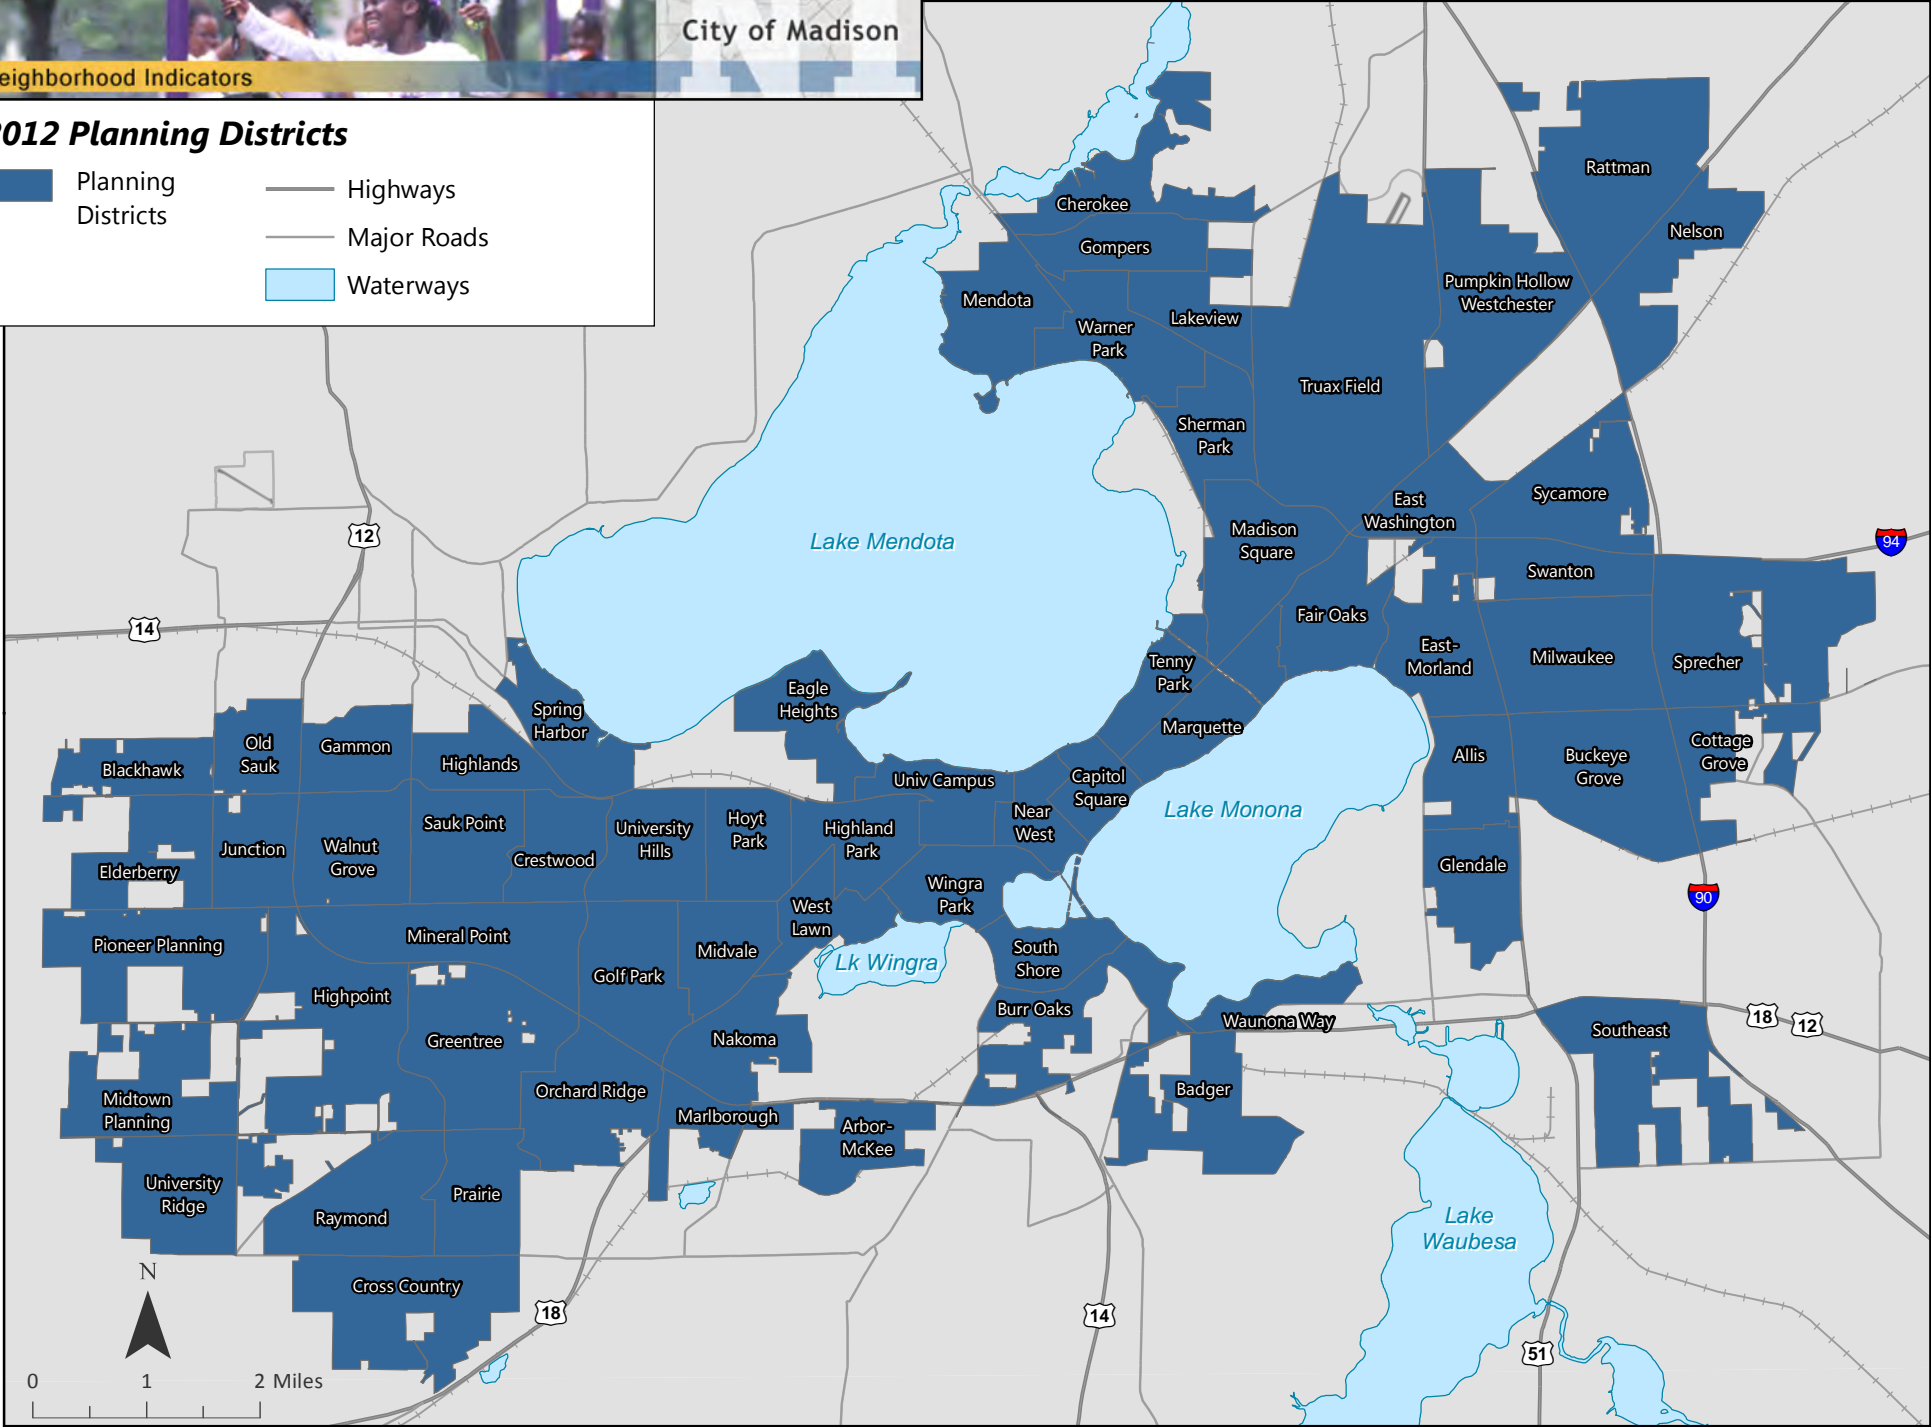 City of Madison
eighborhood Indicators
2012 Planning Districts
Planning
Districts
Highways
Major Roads
Waterways
Rattman
Cherokee
Nelson
Gompers
Mendota
Pumpkin Hollow
Westchester
Lakeview
Warner
Park
Truax Field
Sherman
Park
Sycamore
East
Washington
Madison
Square
12
Lake Mendota
94
Swanton
14
Fair Oaks
East-
Morland
Milwaukee
Sprecher
Tenny
Park
Eagle
Heights
Spring
Harbor
Marquette
Old
Sauk
Gammon
Highlands
Blackhawk
Allis
Buckeye
Grove
Cottage
Grove
Univ Campus
Capitol
Square
Lake Monona
Near
West
Sauk Point
University
Hills
Hoyt
Park
Highland
Park
Junction
Walnut
Grove
Crestwood
Elderberry
Glendale
Wingra
Park
90
West
Lawn
Pioneer Planning
Mineral Point
Midvale
Lk Wingra
South
Shore
Golf Park
Highpoint
Burr Oaks
Waunona Way
18
12
Southeast
Greentree
Nakoma
Orchard Ridge
Badger
Midtown
Planning
Marlborough
Arbor-
McKee
University
Ridge
Prairie
Raymond
Lake
Waubesa
N
Cross Country
18
14
51
0 1 2 Miles